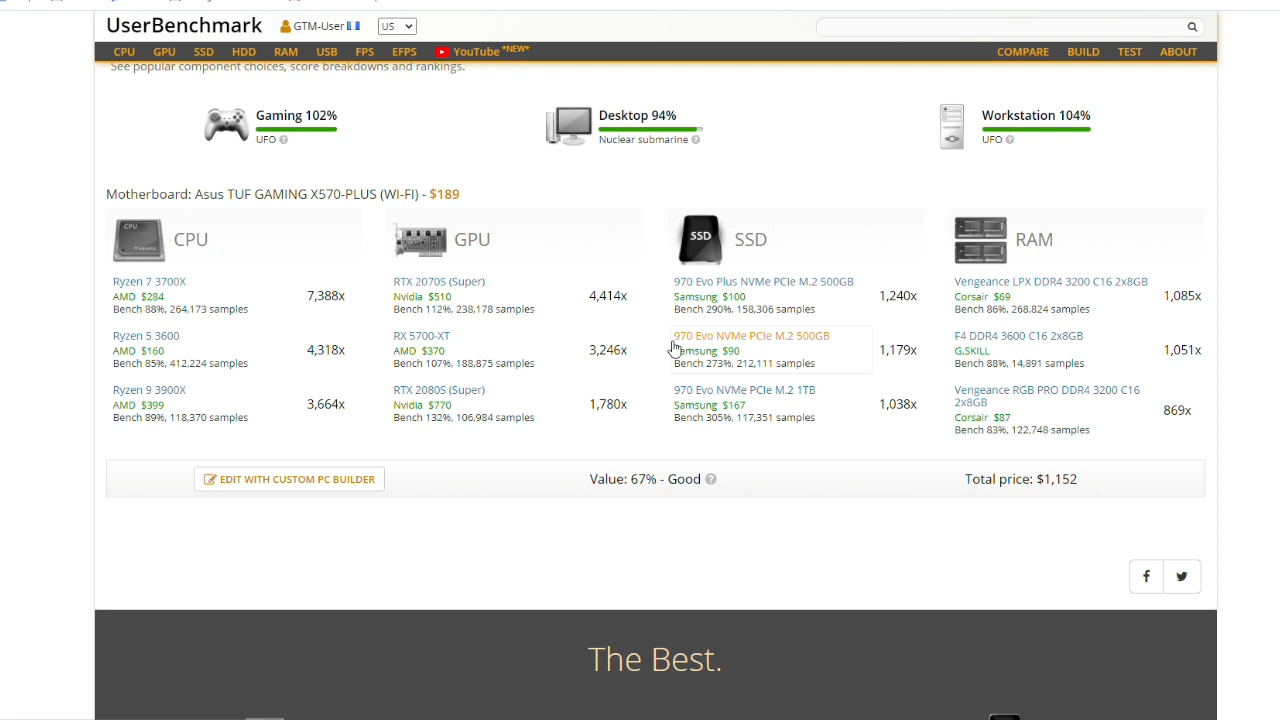 UserBenchmark
GTM-User
US
CPU GPU SSD HDD RAM USB FPS EFPS YouTube *NEW* COMPARE BUILD TEST ABOUT
See popular component choices, score breakdowns and rankings.
Gaming 102%
UFO
Desktop 94%
Nuclear submarine
Workstation 104%
UFO
Motherboard: Asus TUF GAMING X570-PLUS (WI-FI) - $189
CPU
CPU
Ryzen 7 3700X
AMD $284
Bench 88%, 264,173 samples
7,388x
Ryzen 5 3600
AMD $160
Bench 85%, 412,224 samples
4,318x
Ryzen 9 3900X
AMD $399
Bench 89%, 118,370 samples
3,664x
GPU
RTX 2070S (Super)
Nvidia $510
Bench 112%, 238,178 samples
4,414x
RX 5700-XT
AMD $370
Bench 107%, 188,875 samples
3,246x
RTX 2080S (Super)
Nvidia $770
Bench 132%, 106,984 samples
1,780x
SSD
SSD
970 Evo Plus NVMe PCIe M.2 500GB
Samsung $100
Bench 290%, 158,306 samples
1,240x
970 Evo NVMe PCIe M.2 500GB
Samsung $90
Bench 273%, 212,111 samples
1,179x
970 Evo NVMe PCIe M.2 1TB
Samsung $167
Bench 305%, 117,351 samples
1,038x
RAM
Vengeance LPX DDR4 3200 C16 2x8GB
Corsair $69
Bench 86%, 268,824 samples
1,085x
F4 DDR4 3600 C16 2x8GB
G.SKILL
Bench 88%, 14,891 samples
1,051x
Vengeance RGB PRO DDR4 3200 C16
2x8GB
Corsair $87
Bench 83%, 122,748 samples
869x
EDIT WITH CUSTOM PC BUILDER
Value: 67% - Good
Total price: $1,152
The Best.